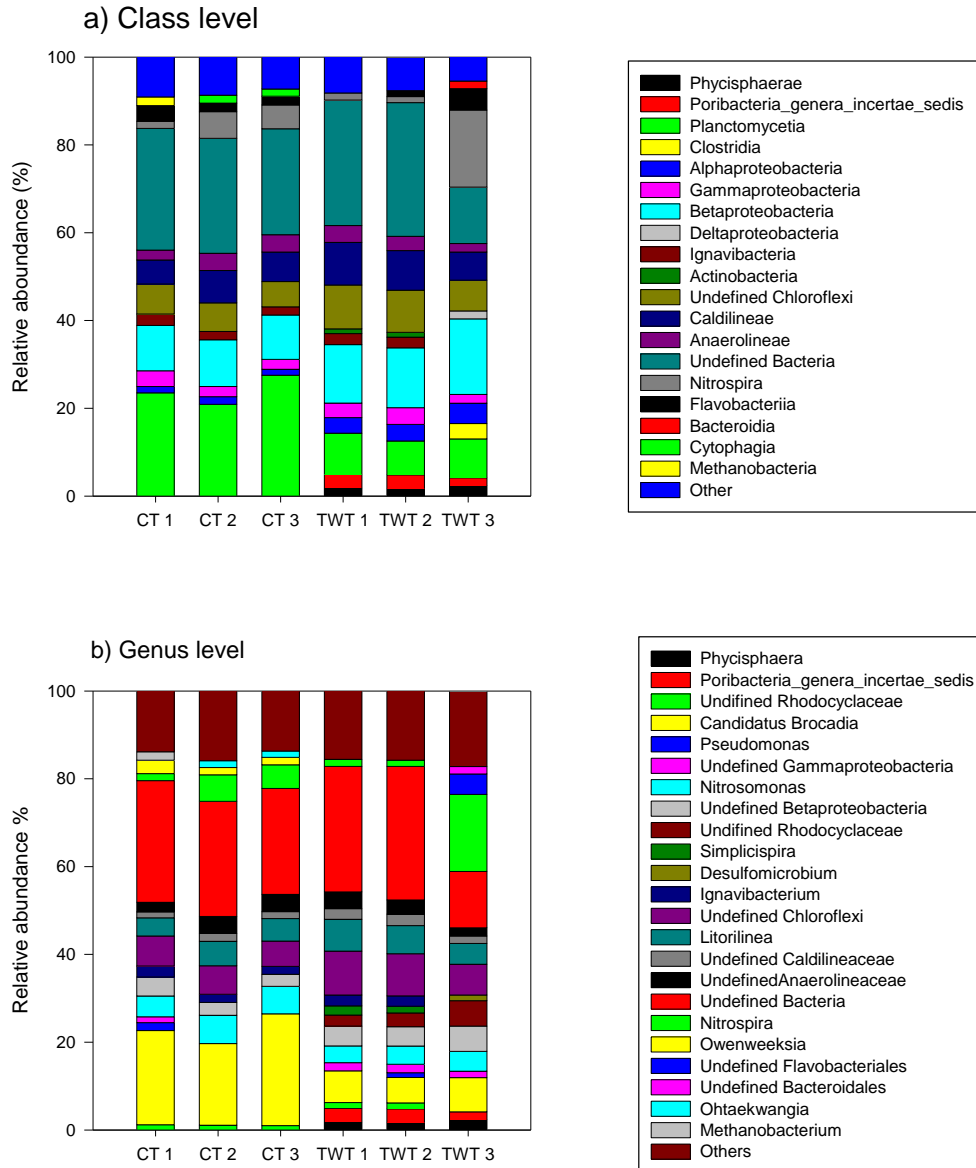 a) Class level
Relative aboundance (%)
100
80
60
40
20
0
CT 1 CT 2 CT 3 TWT 1 TWT 2 TWT 3
Phycisphaerae
Poribacteria_genera_incertae_sedis
Planctomycetia
Clostridia
Alphaproteobacteria
Gammaproteobacteria
Betaproteobacteria
Deltaproteobacteria
Ignavibacteria
Actinobacteria
Undefined Chloroflexi
Caldilineae
Anaerolineae
Undefined Bacteria
Nitrospira
Flavobacteriia
Bacteroidia
Cytophagia
Methanobacteria
Other
b) Genus level
Relative abundance %
100
80
60
40
20
0
CT 1 CT 2 CT 3 TWT 1 TWT 2 TWT 3
Phycisphaera
Poribacteria_genera_incertae_sedis
Undifined Rhodocyclaceae
Candidatus Brocadia
Pseudomonas
Undefined Gammaproteobacteria
Nitrosomonas
Undefined Betaproteobacteria
Undifined Rhodocyclaceae
Simplicispira
Desulfomicrobium
Ignavibacterium
Undefined Chloroflexi
Litorilinea
Undefined Caldilineaceae
UndefinedAnaerolineaceae
Undefined Bacteria
Nitrospira
Owenweeksia
Undefined Flavobacteriales
Undefined Bacteroidales
Ohtaekwangia
Methanobacterium
Others